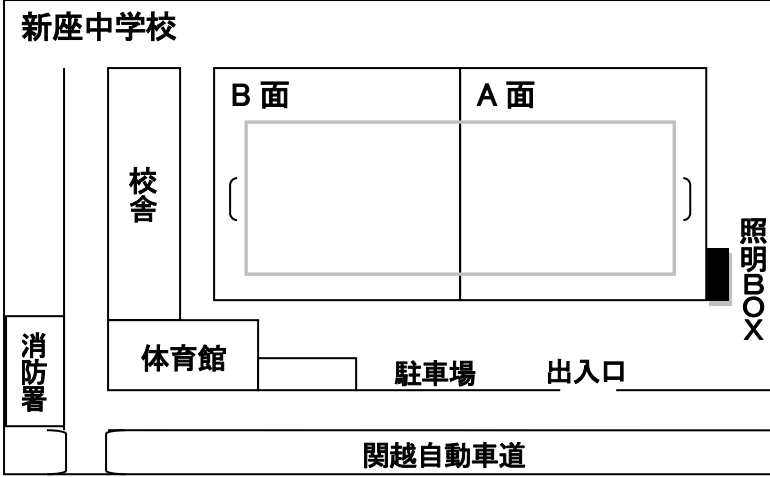 新座中学校
B 面
A 面
校舎
照明BOX
消防署
体育館
駐車場
出入口
関越自動車道